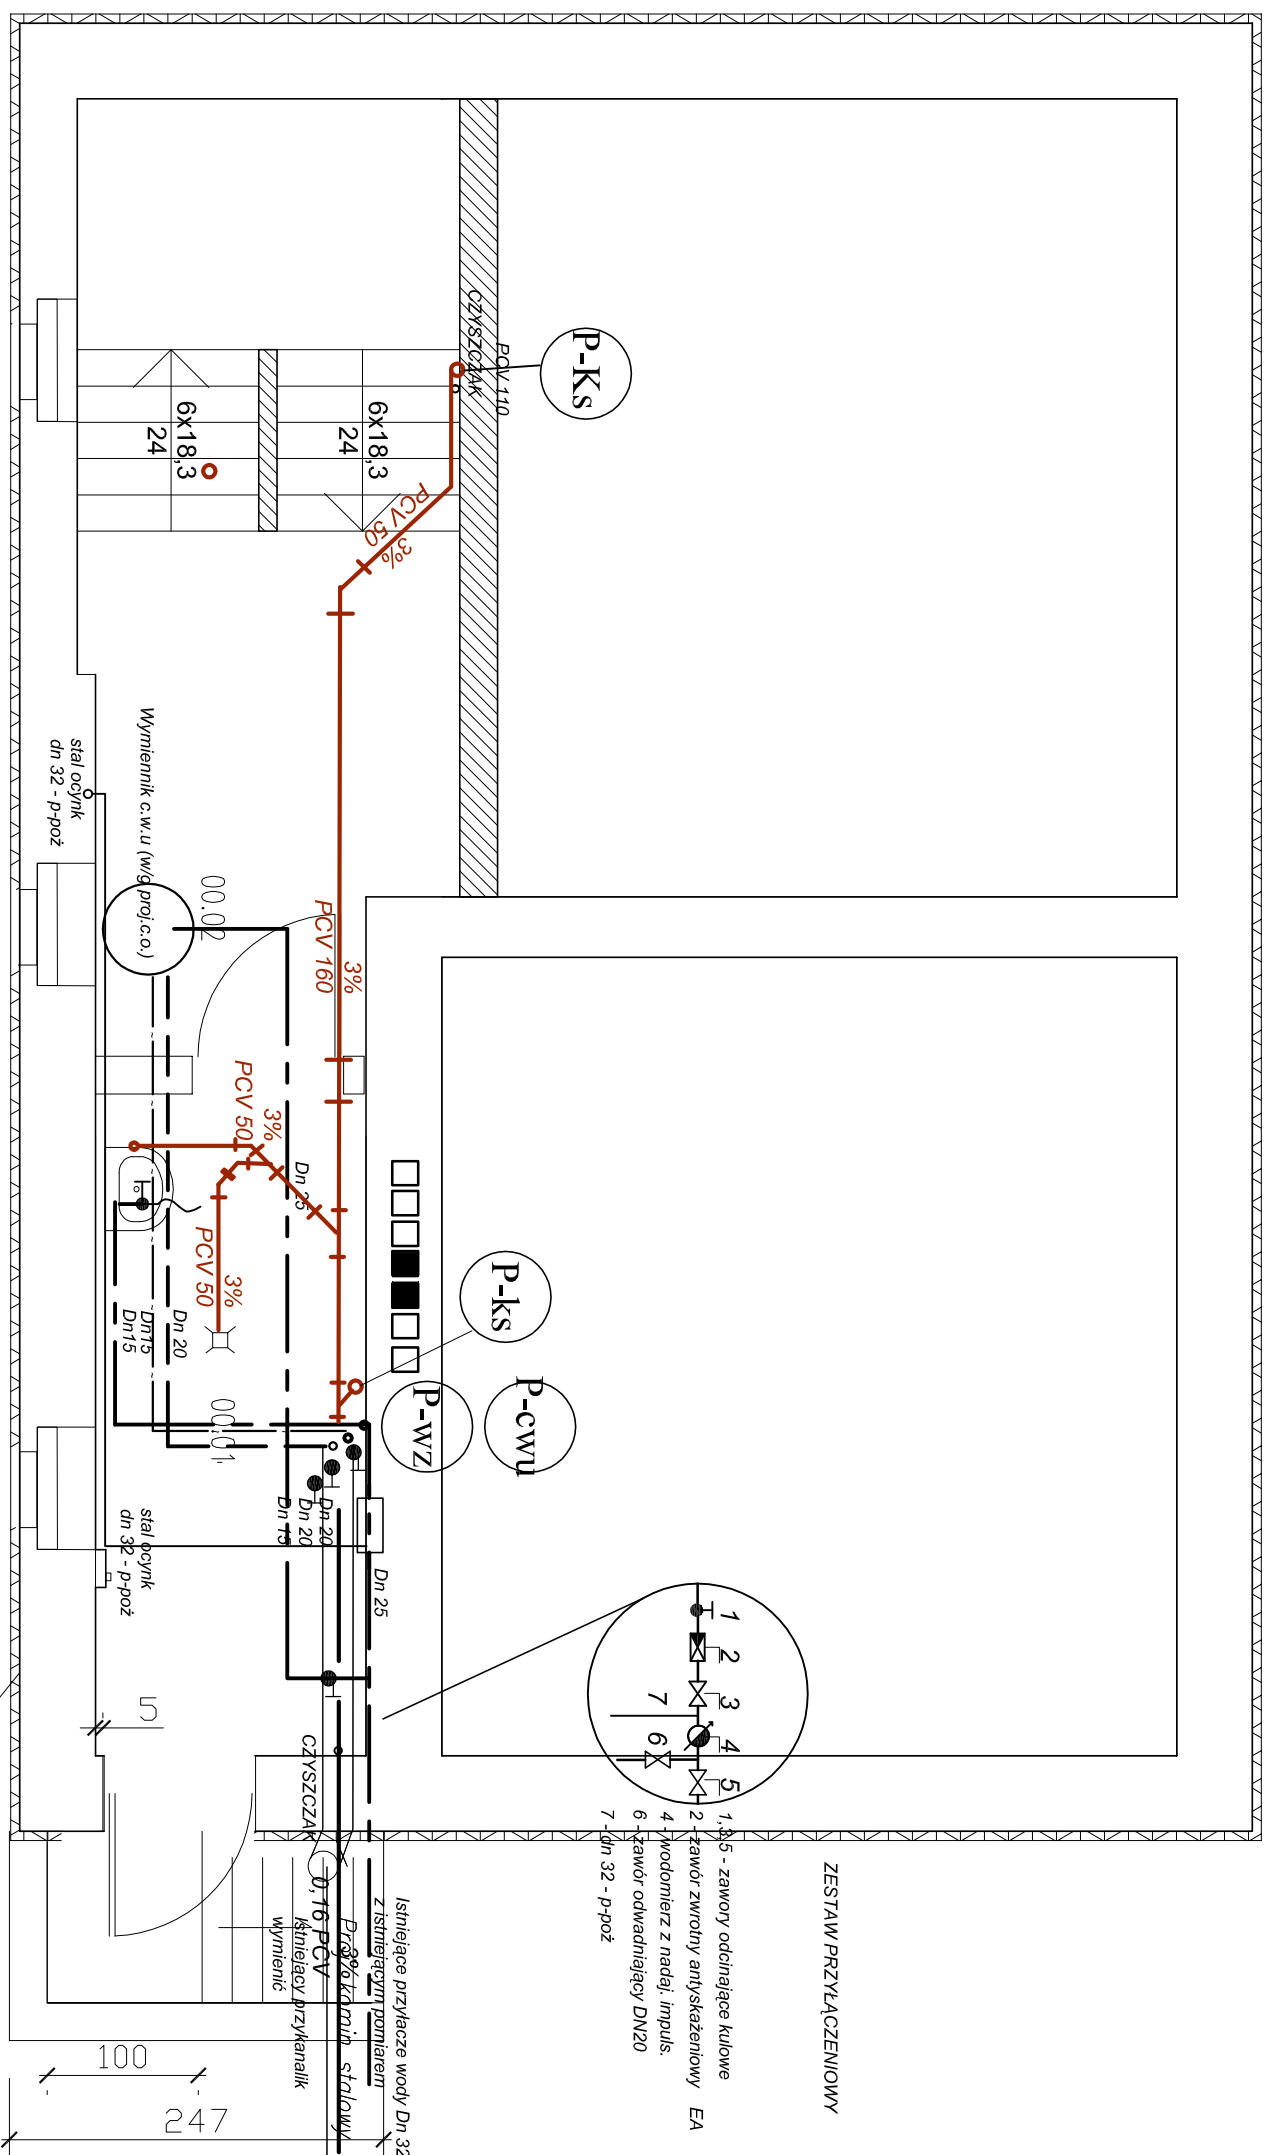 P-Ks
PCV 110
CZYSZCZAK
6x18,3
24
6x18,3
24
PCV 50
3%
Wymiennik c.w.u (w/g proj.c.o.)
stal ocynk
dn 32 - p-poż
00.02
3%
PCV 160
3%
PCV 50
Dn 25
3%
PCV 50
Dn 20
Dn15
Dn15
P-ks
P-cwu
P-wz
00.01
Dn 20
Dn 20
Dn 15
Dn 25
stal ocynk
dn 32 - p-poż
5
CZYSZCZAK
1
2
3
4
5
6
7
ZESTAW PRZYŁĄCZENIOWY
1,3,5 - zawory odcinające kulowe
2 - zawór zwrotny antyskażeniowy EA
4 - wodomierz z nadaj. impuls.
6 - zawór odwadniający DN20
7 - dn 32 - p-poż
Istniejące przyłacze wody Dn 32
z istniejącym pomiarem
Proj. komin stalowy
3%
0,16 PCV
Istniejący przykanalik
wymienić
100
247